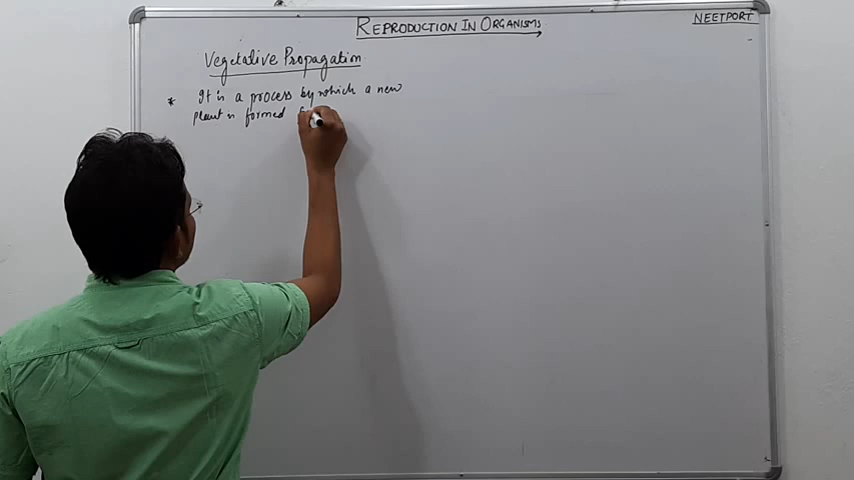 REPRODUCTION IN ORGANISMS
NEETPORT
Vegetative Propagation
* It is a process by which a new
plant is formed